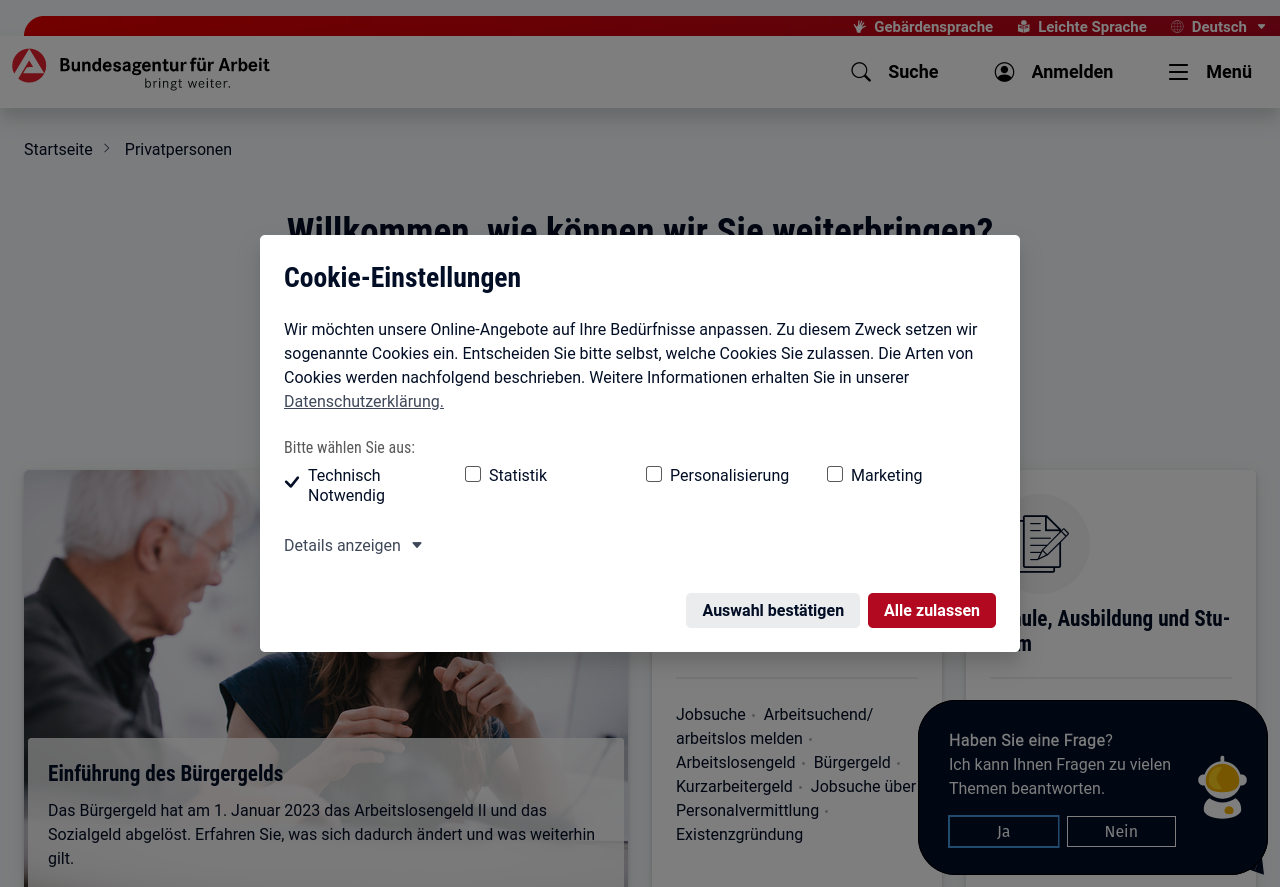 Gebärdensprache
Leichte Sprache
Deutsch
Bundesagentur für Arbeit
bringt weiter.
Suche
Anmelden
Menü
Startseite
Privatpersonen
Willkommen, wie können wir Sie weiterbringen?
Cookie-Einstellungen
Wir möchten unsere Online-Angebote auf Ihre Bedürfnisse anpassen. Zu diesem Zweck setzen wir
sogenannte Cookies ein. Entscheiden Sie bitte selbst, welche Cookies Sie zulassen. Die Arten von
Cookies werden nachfolgend beschrieben. Weitere Informationen erhalten Sie in unserer
Datenschutzerklärung.
Bitte wählen Sie aus:
Technisch
Notwendig
Statistik
Personalisierung
Marketing
Details anzeigen
Auswahl bestätigen
Alle zulassen
Ausbildung und Stu-
Einführung des Bürgergelds
Das Bürgergeld hat am 1. Januar 2023 das Arbeitslosengeld II und das
Sozialgeld abgelöst. Erfahren Sie, was sich dadurch ändert und was weiterhin
gilt.
Jobsuche • Arbeitsuchend/
arbeitslos melden •
Arbeitslosengeld • Bürgergeld •
Kurzarbeitergeld • Jobsuche über
Personalvermittlung •
Existenzgründung
Haben Sie eine Frage?
Ich kann Ihnen Fragen zu vielen
Themen beantworten.
Ja
Nein